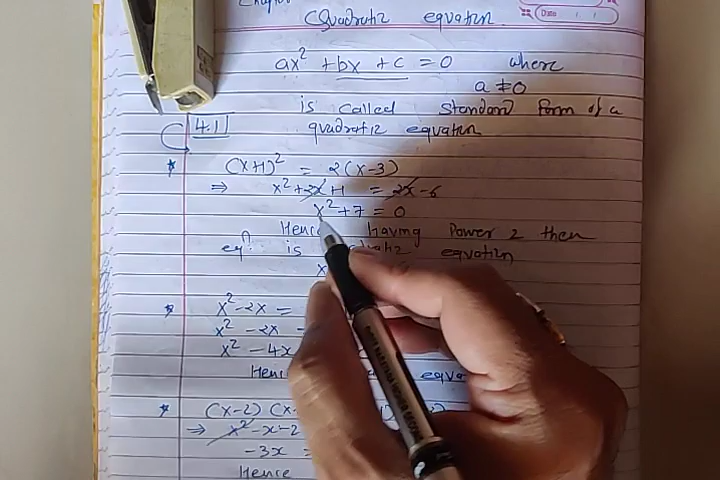 Chapter
Quadratic equation
Date
ax² + bx + c = 0 where
a ≠ 0
is called standard form of a
quadratic equation
4.1
* (x+1)² = 2(x-3)
⇒ x² + 2x + 1 = 2x - 6
x² + 7 = 0
Hence having Power 2 then
eqⁿ. is equation
x
* x² - 2x =
x² - 2x
x² - 4x
Hence
* (x-2) (x
⇒ x² - x - 2
-3x =
Hence